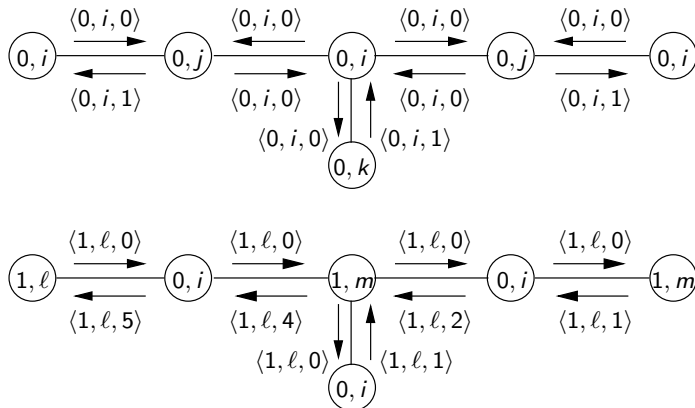 ⟨0, i, 0⟩ ⟨0, i, 0⟩ ⟨0, i, 0⟩ ⟨0, i, 0⟩
0, i 0, j 0, i 0, j 0, i
⟨0, i, 1⟩ ⟨0, i, 0⟩ ⟨0, i, 0⟩ ⟨0, i, 1⟩
⟨0, i, 0⟩ ⟨0, i, 1⟩
0, k
⟨1, ℓ, 0⟩ ⟨1, ℓ, 0⟩ ⟨1, ℓ, 0⟩ ⟨1, ℓ, 0⟩
1, ℓ 0, i 1, m 0, i 1, m
⟨1, ℓ, 5⟩ ⟨1, ℓ, 4⟩ ⟨1, ℓ, 2⟩ ⟨1, ℓ, 1⟩
⟨1, ℓ, 0⟩ ⟨1, ℓ, 1⟩
0, i